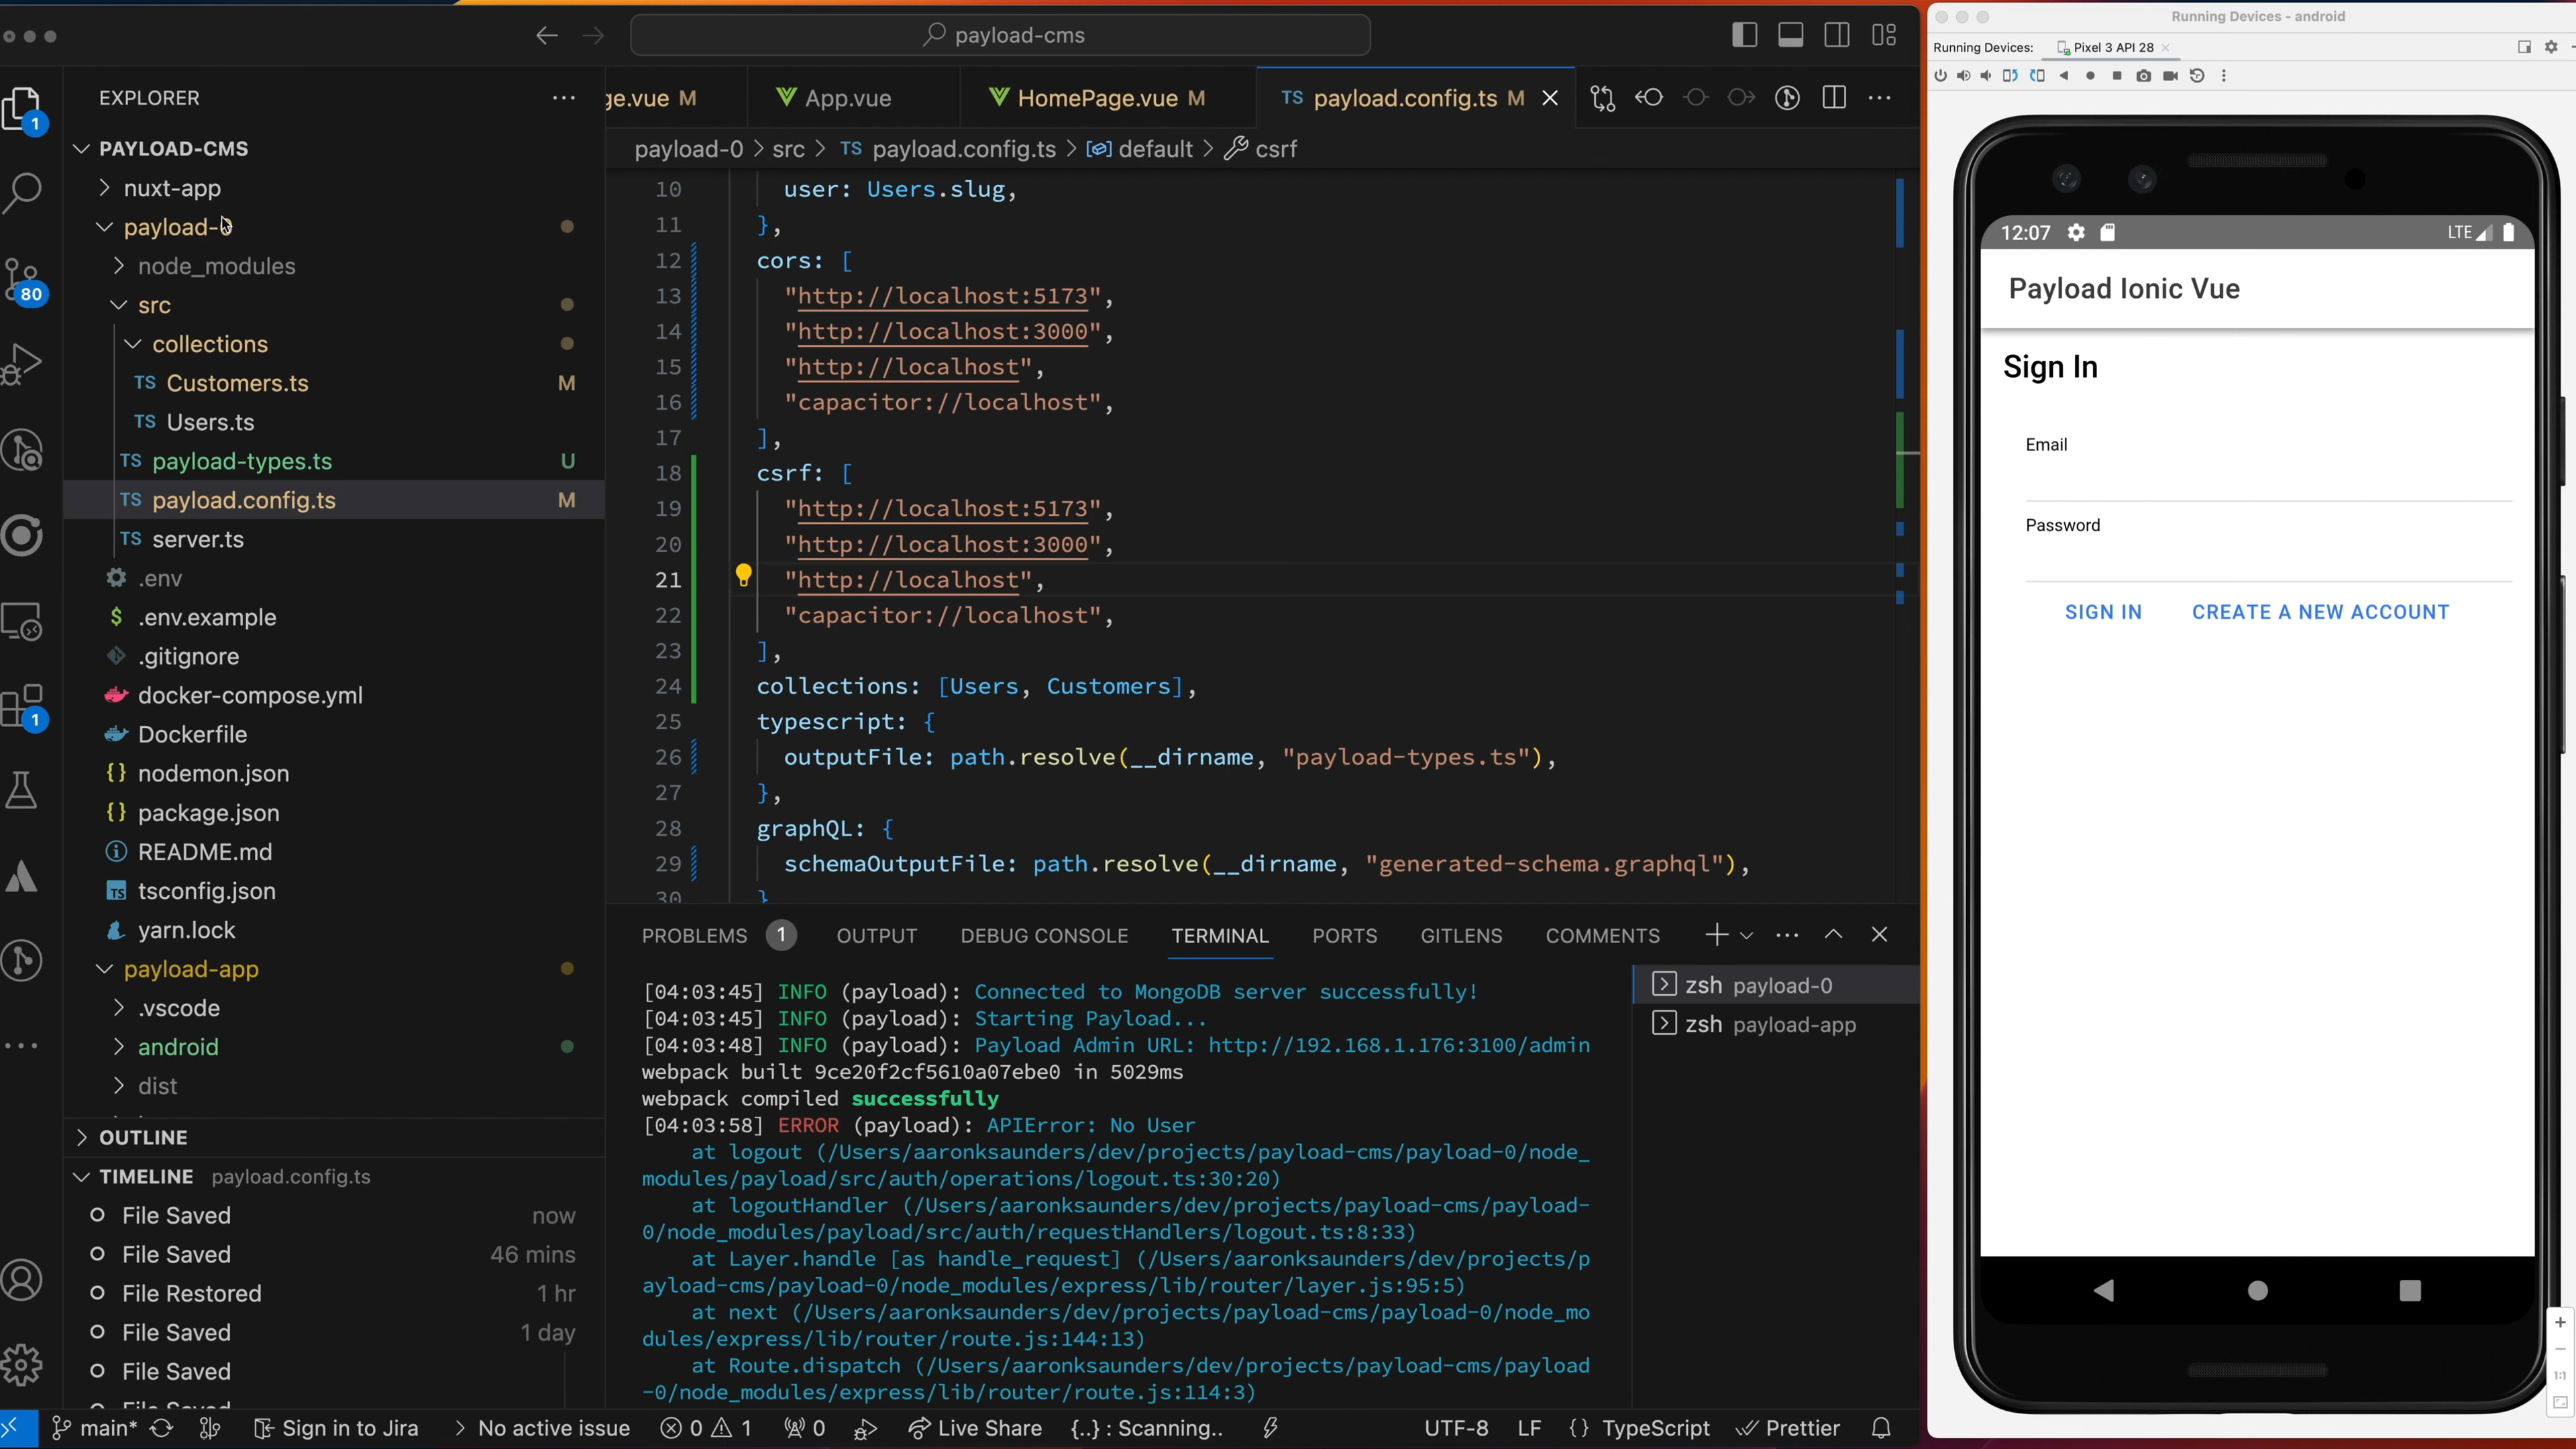 payload-cms
EXPLORER
PAYLOAD-CMS
nuxt-app
payload-0
node_modules
src
collections
TS Customers.ts M
TS Users.ts
TS payload-types.ts U
TS payload.config.ts M
TS server.ts
.env
$ .env.example
.gitignore
docker-compose.yml
Dockerfile
{} nodemon.json
{} package.json
README.md
TS tsconfig.json
yarn.lock
payload-app
.vscode
android
dist
OUTLINE
TIMELINE payload.config.ts
File Saved now
File Saved 46 mins
File Restored 1 hr
File Saved 1 day
File Saved
1
80
1
ge.vue M
App.vue
HomePage.vue M
TS payload.config.ts M
payload-0 > src > TS payload.config.ts > default > csrf
10 user: Users.slug,
11 },
12 cors: [
13 "http://localhost:5173",
14 "http://localhost:3000",
15 "http://localhost",
16 "capacitor://localhost",
17 ],
18 csrf: [
19 "http://localhost:5173",
20 "http://localhost:3000",
21 "http://localhost",
22 "capacitor://localhost",
23 ],
24 collections: [Users, Customers],
25 typescript: {
26 outputFile: path.resolve(__dirname, "payload-types.ts"),
27 },
28 graphQL: {
29 schemaOutputFile: path.resolve(__dirname, "generated-schema.graphql"),
30 }
PROBLEMS 1 OUTPUT DEBUG CONSOLE TERMINAL PORTS GITLENS COMMENTS
[04:03:45] INFO (payload): Connected to MongoDB server successfully!
[04:03:45] INFO (payload): Starting Payload...
[04:03:48] INFO (payload): Payload Admin URL: http://192.168.1.176:3100/admin
webpack built 9ce20f2cf5610a07ebe0 in 5029ms
webpack compiled successfully
[04:03:58] ERROR (payload): APIError: No User
at logout (/Users/aaronksaunders/dev/projects/payload-cms/payload-0/node_
modules/payload/src/auth/operations/logout.ts:30:20)
at logoutHandler (/Users/aaronksaunders/dev/projects/payload-cms/payload-
0/node_modules/payload/src/auth/requestHandlers/logout.ts:8:33)
at Layer.handle [as handle_request] (/Users/aaronksaunders/dev/projects/p
ayload-cms/payload-0/node_modules/express/lib/router/layer.js:95:5)
at next (/Users/aaronksaunders/dev/projects/payload-cms/payload-0/node_mo
dules/express/lib/router/route.js:144:13)
at Route.dispatch (/Users/aaronksaunders/dev/projects/payload-cms/payload
-0/node_modules/express/lib/router/route.js:114:3)
zsh payload-0
zsh payload-app
main* Sign in to Jira > No active issue 0 1 0 Live Share {..} : Scanning.. UTF-8 LF {} TypeScript Prettier
Running Devices - android
Running Devices: Pixel 3 API 28
12:07 LTE
Payload Ionic Vue
Sign In
Email
Password
SIGN IN CREATE A NEW ACCOUNT
1:1